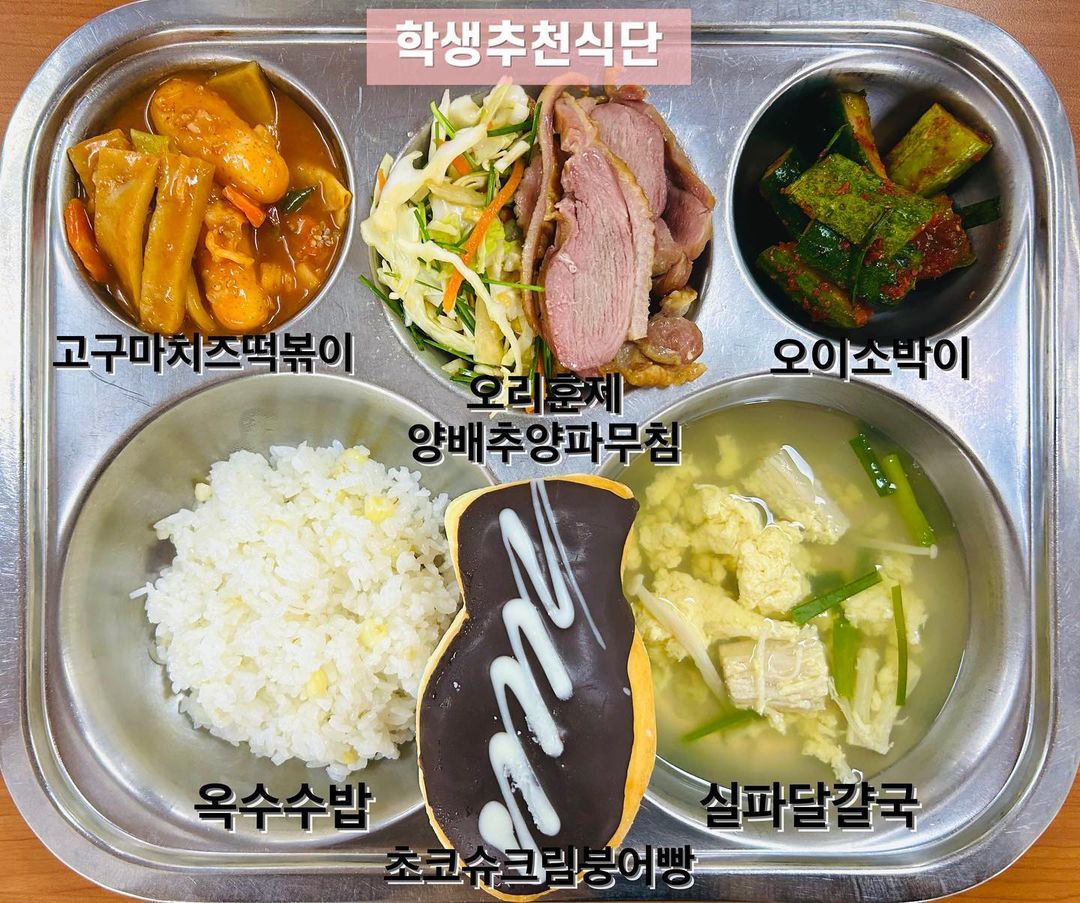 학생추천식단
고구마치즈떡볶이
오리훈제
양배추양파무침
오이소박이
옥수수밥
실파달걀국
초코슈크림붕어빵